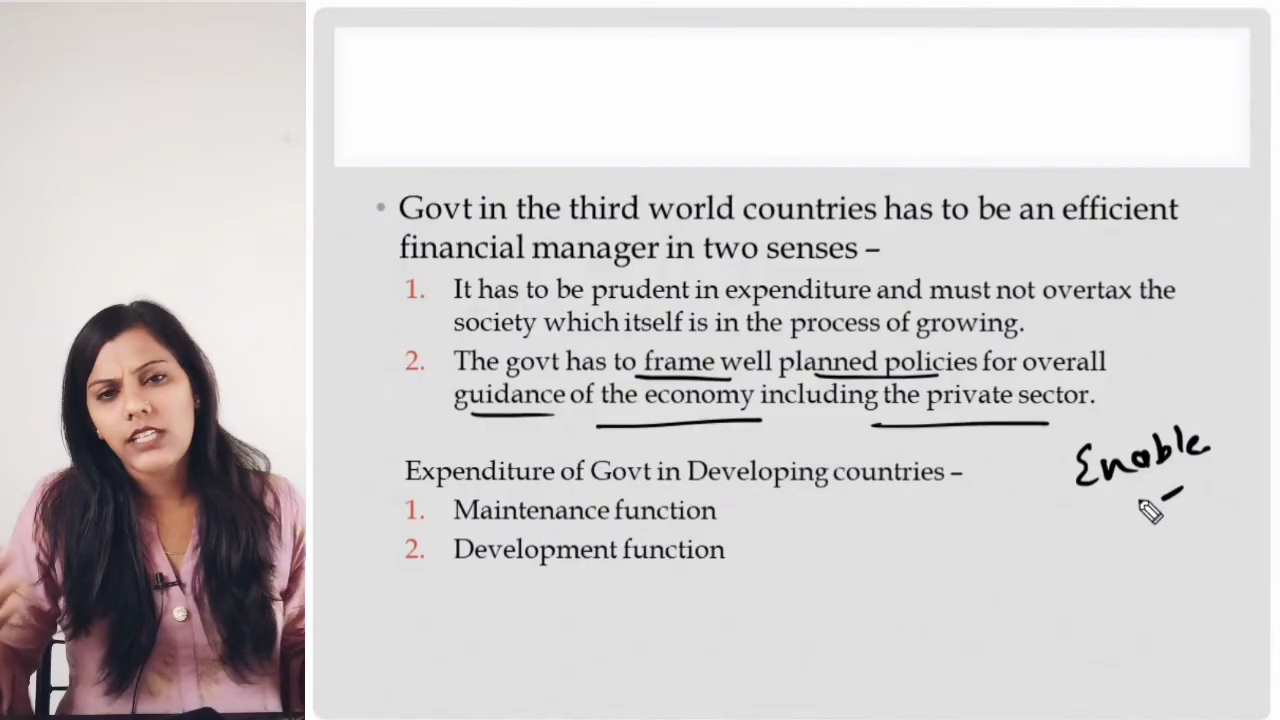 • Govt in the third world countries has to be an efficient
financial manager in two senses –
1. It has to be prudent in expenditure and must not overtax the
society which itself is in the process of growing.
2. The govt has to frame well planned policies for overall
guidance of the economy including the private sector.
Enable
Expenditure of Govt in Developing countries –
1. Maintenance function
2. Development function